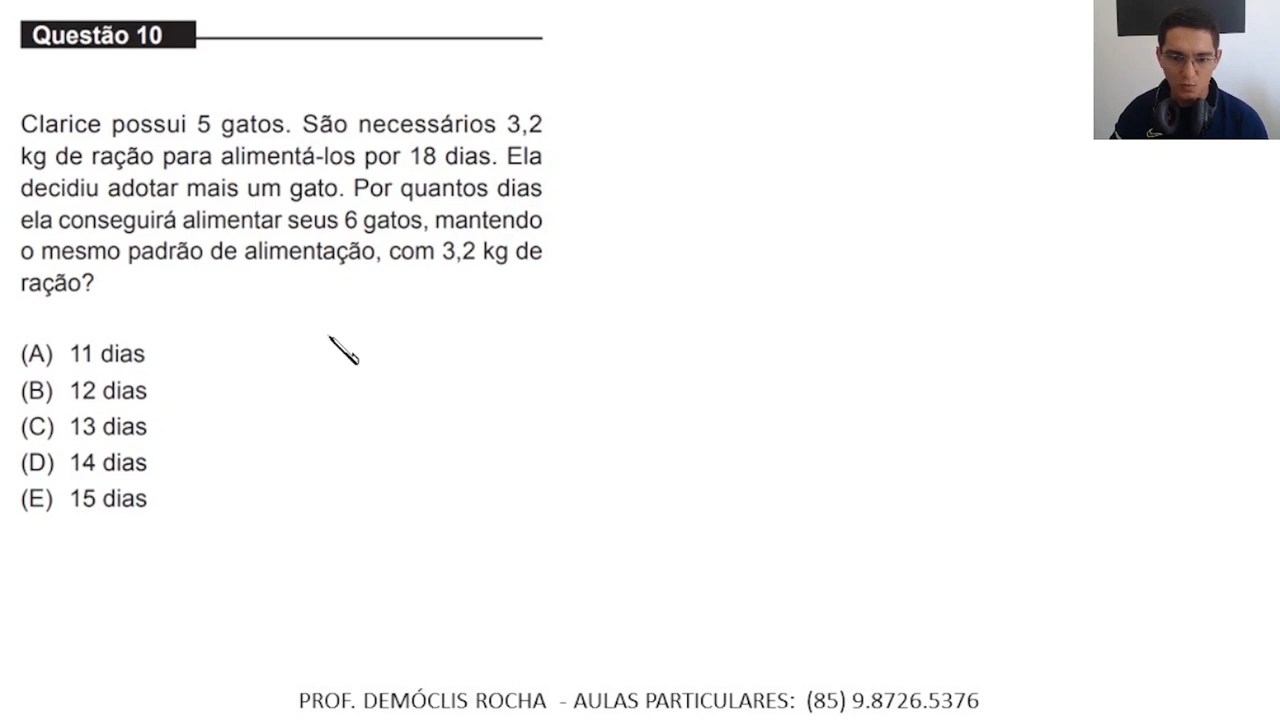 Questão 10
Clarice possui 5 gatos. São necessários 3,2
kg de ração para alimentá-los por 18 dias. Ela
decidiu adotar mais um gato. Por quantos dias
ela conseguirá alimentar seus 6 gatos, mantendo
o mesmo padrão de alimentação, com 3,2 kg de
ração?
(A) 11 dias
(B) 12 dias
(C) 13 dias
(D) 14 dias
(E) 15 dias
PROF. DEMÓCLIS ROCHA - AULAS PARTICULARES: (85) 9.8726.5376